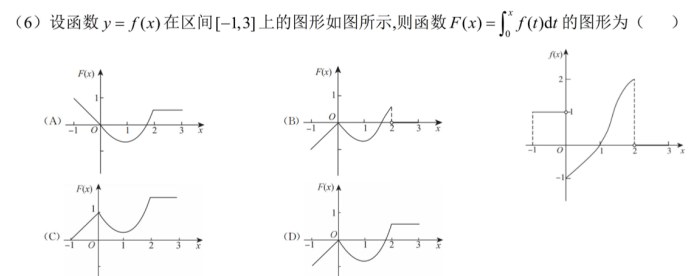 （6）设函数 y = f(x) 在区间[−1,3]上的图形如图所示,则函数 F(x) = ∫₀ˣ f(t)dt 的图形为（　　）
f(x)
2
1
−1 O 1 2 3 x
−1
(A)
F(x)
1
−1 O 1 2 3 x
(B)
F(x)
1
O
−1 1 2 3 x
(C)
F(x)
1
−1 O 1 2 3 x
(D)
F(x)
1
O
−1 1 2 3 x